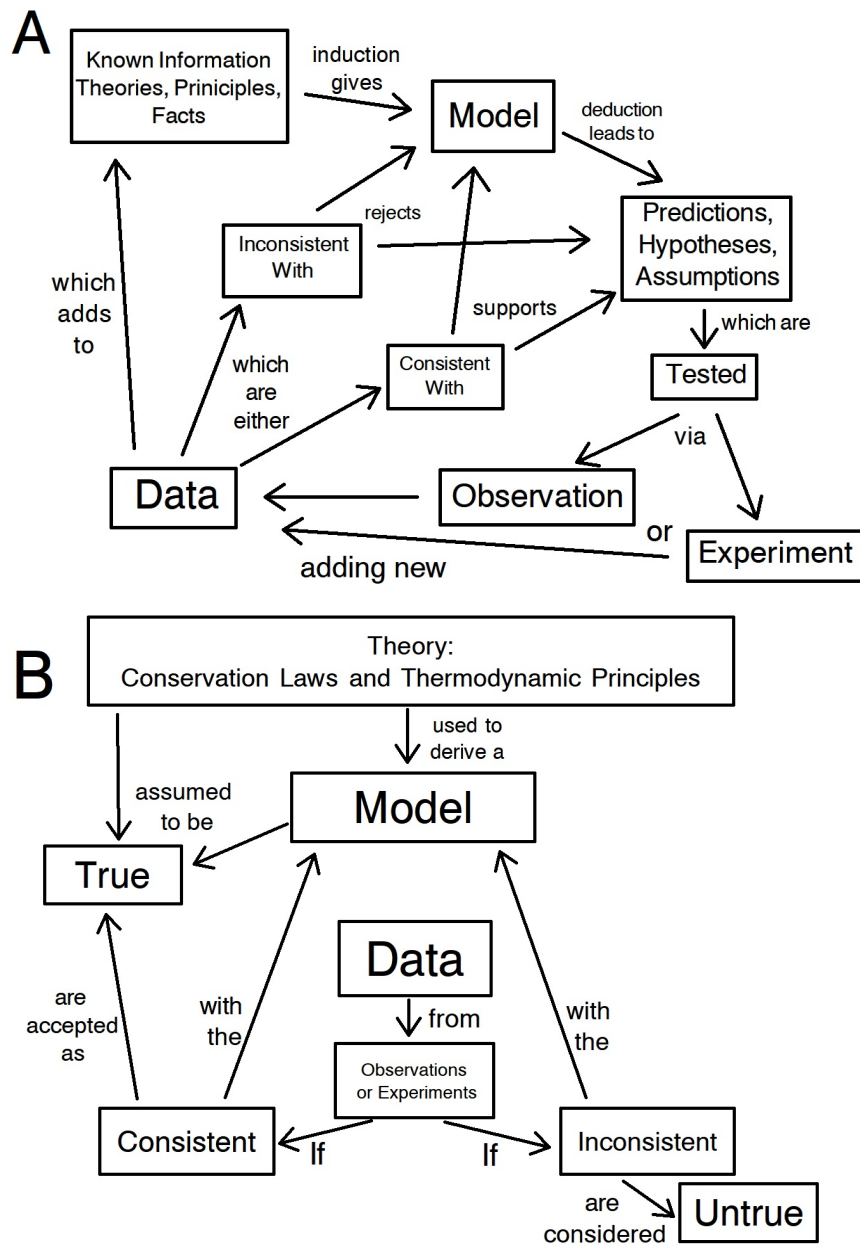 A
Known Information
Theories, Priniciples,
Facts
induction
gives
Model
deduction
leads to
Inconsistent
With
rejects
Predictions,
Hypotheses,
Assumptions
which
adds
to
which
are
either
Consistent
With
supports
which are
Tested
via
Data
Observation
or
Experiment
adding new
B
Theory:
Conservation Laws and Thermodynamic Principles
used to
derive a
assumed
to be
Model
True
Data
from
are
accepted
as
with
the
with
the
Observations
or Experiments
Consistent
If
If
Inconsistent
are
considered
Untrue